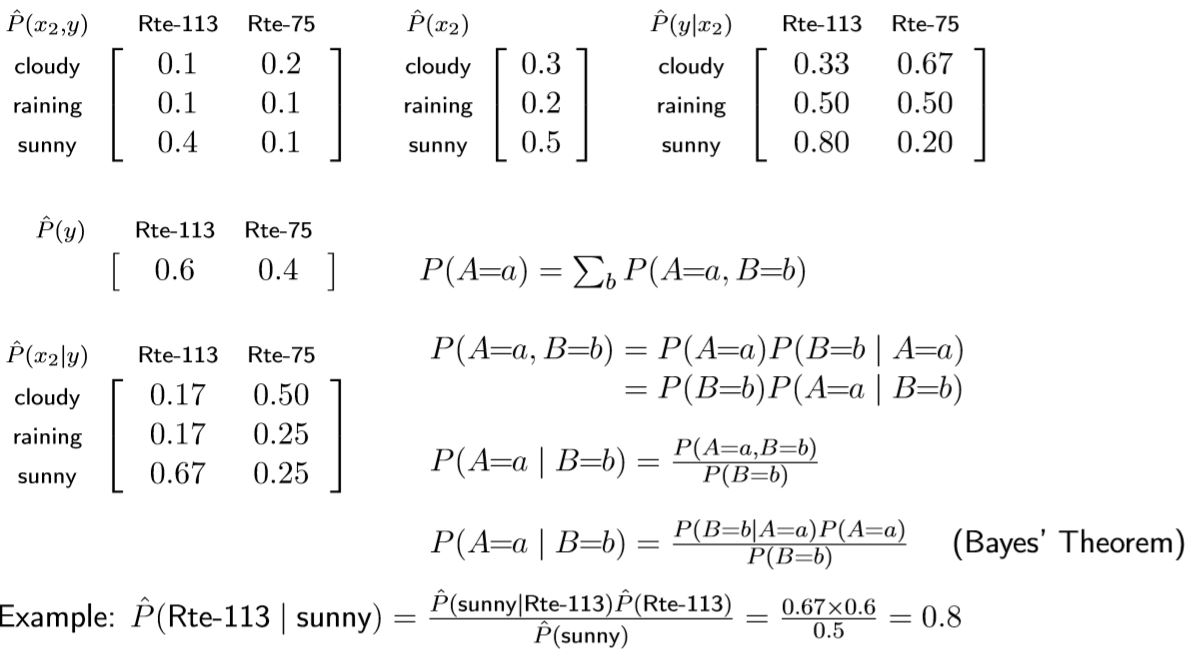 P̂(x₂,y) Rte-113 Rte-75
cloudy 0.1 0.2
raining 0.1 0.1
sunny 0.4 0.1
P̂(x₂)
cloudy 0.3
raining 0.2
sunny 0.5
P̂(y|x₂) Rte-113 Rte-75
cloudy 0.33 0.67
raining 0.50 0.50
sunny 0.80 0.20
P̂(y) Rte-113 Rte-75
[ 0.6 0.4 ]
P(A=a) = ∑_b P(A=a, B=b)
P̂(x₂|y) Rte-113 Rte-75
cloudy 0.17 0.50
raining 0.17 0.25
sunny 0.67 0.25
P(A=a, B=b) = P(A=a)P(B=b | A=a)
= P(B=b)P(A=a | B=b)
P(A=a | B=b) = P(A=a,B=b) / P(B=b)
P(A=a | B=b) = P(B=b|A=a)P(A=a) / P(B=b) (Bayes' Theorem)
Example: P̂(Rte-113 | sunny) = P̂(sunny|Rte-113)P̂(Rte-113) / P̂(sunny) = 0.67×0.6 / 0.5 = 0.8